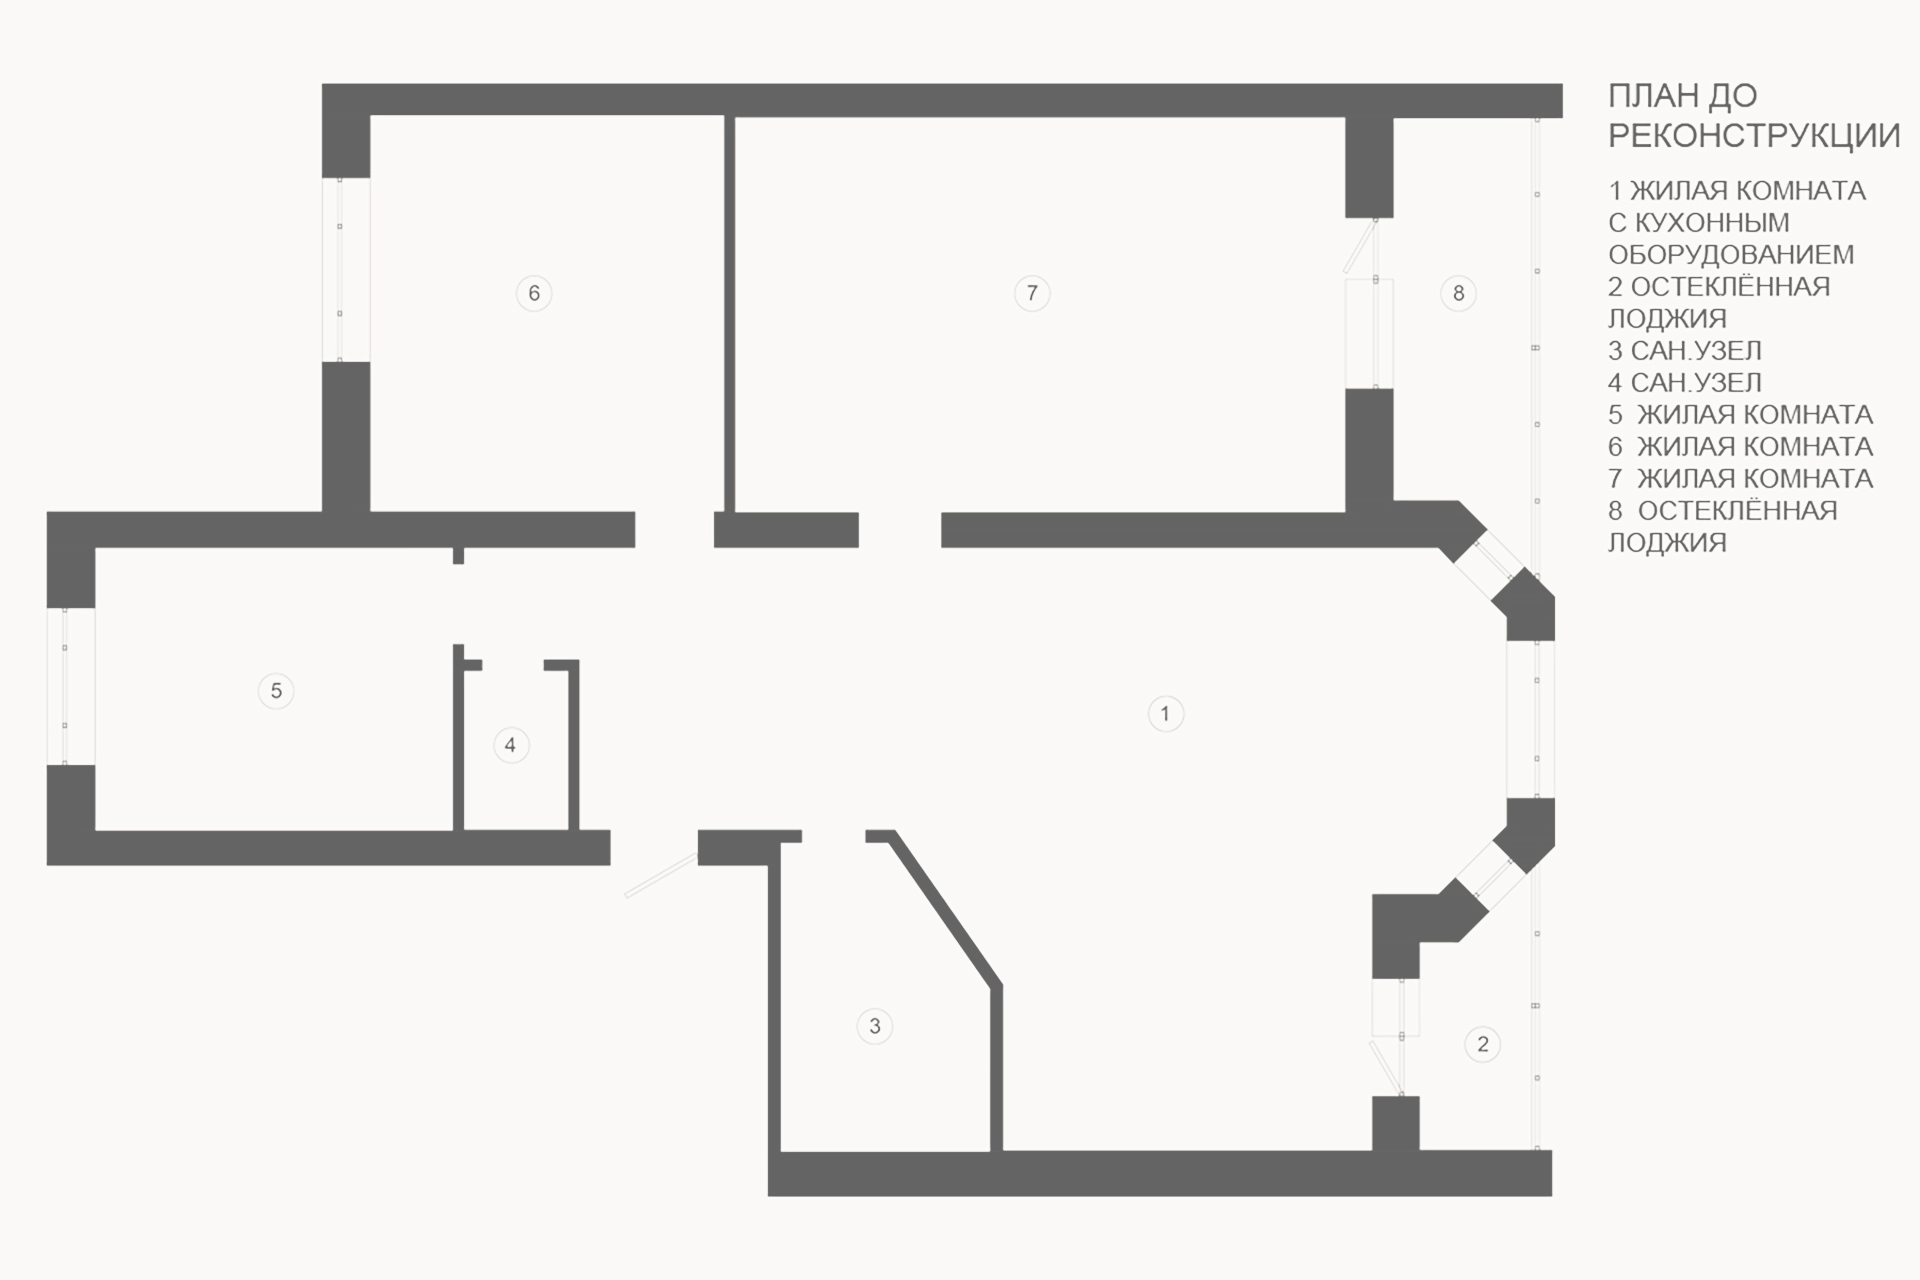 ПЛАН ДО
РЕКОНСТРУКЦИИ
1 ЖИЛАЯ КОМНАТА
С КУХОННЫМ
ОБОРУДОВАНИЕМ
2 ОСТЕКЛЁННАЯ
ЛОДЖИЯ
3 САН.УЗЕЛ
4 САН.УЗЕЛ
5 ЖИЛАЯ КОМНАТА
6 ЖИЛАЯ КОМНАТА
7 ЖИЛАЯ КОМНАТА
8 ОСТЕКЛЁННАЯ
ЛОДЖИЯ
6
7
8
5
4
1
3
2